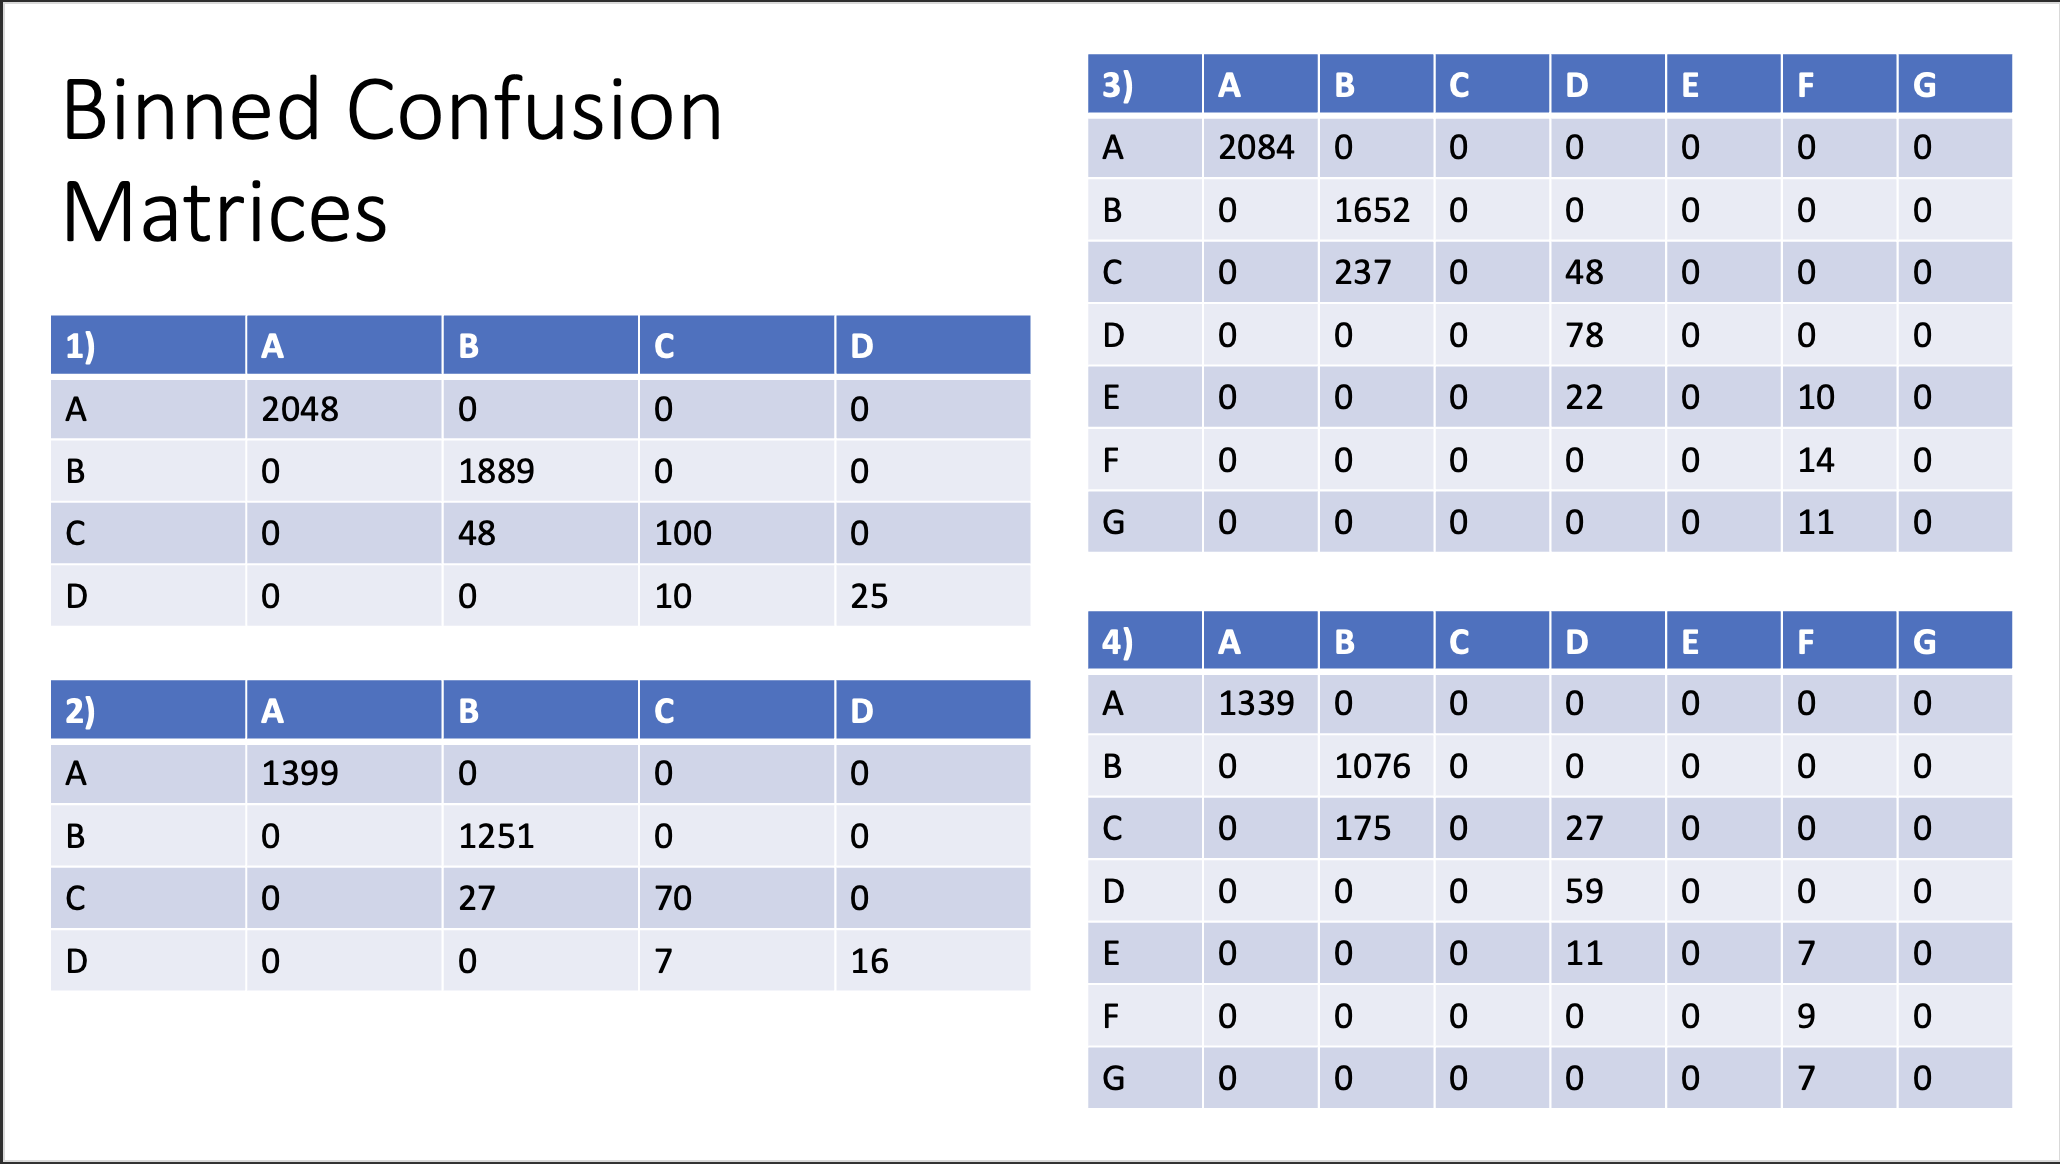 Binned Confusion
Matrices
1) A B C D
A 2048 0 0 0
B 0 1889 0 0
C 0 48 100 0
D 0 0 10 25
2) A B C D
A 1399 0 0 0
B 0 1251 0 0
C 0 27 70 0
D 0 0 7 16
3) A B C D E F G
A 2084 0 0 0 0 0 0
B 0 1652 0 0 0 0 0
C 0 237 0 48 0 0 0
D 0 0 0 78 0 0 0
E 0 0 0 22 0 10 0
F 0 0 0 0 0 14 0
G 0 0 0 0 0 11 0
4) A B C D E F G
A 1339 0 0 0 0 0 0
B 0 1076 0 0 0 0 0
C 0 175 0 27 0 0 0
D 0 0 0 59 0 0 0
E 0 0 0 11 0 7 0
F 0 0 0 0 0 9 0
G 0 0 0 0 0 7 0